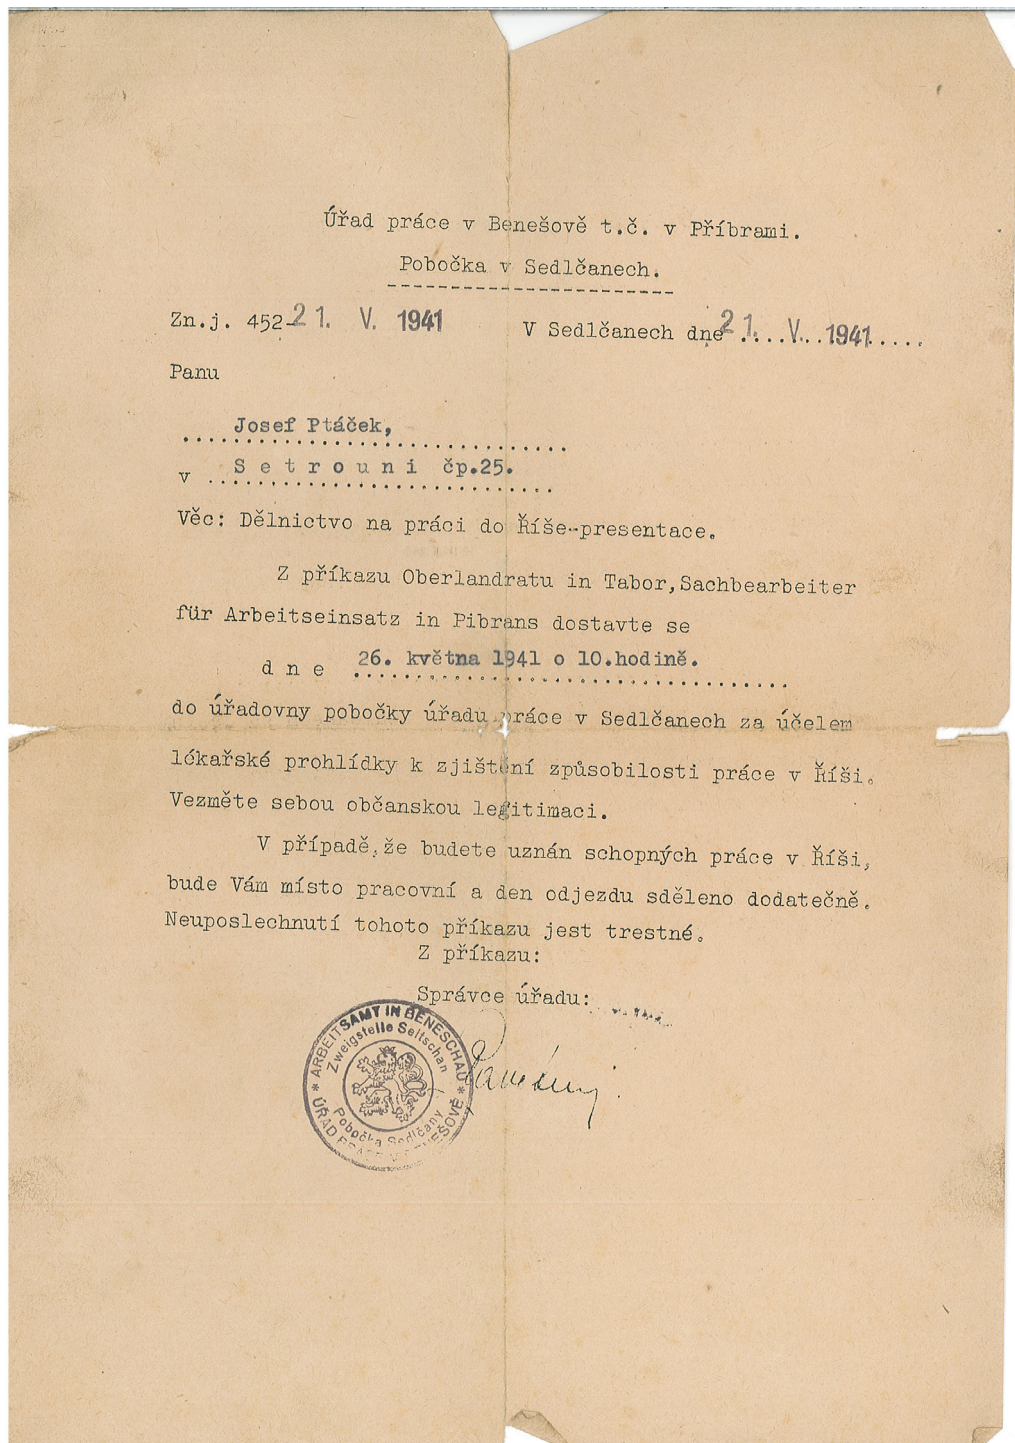 Úřad práce v Benešově t.č. v Příbrami.
Pobočka v Sedlčanech.
Zn.j. 452-21. V. 1941
V Sedlčanech dne 21. V. 1941
Panu
Josef Ptáček,
v Setrouni čp.25.
Věc: Dělnictvo na práci do Říše-presentace.
Z příkazu Oberlandratu in Tabor,Sachbearbeiter
für Arbeitseinsatz in Pibrans dostavte se
dne 26. května 1941 o 10.hodině.
do úřadovny pobočky úřadu práce v Sedlčanech za účelem
lékařské prohlídky k zjištění způsobilosti práce v Říši.
Vezměte sebou občanskou legitimaci.
V případě,že budete uznán schopných práce v Říši,
bude Vám místo pracovní a den odjezdu sděleno dodatečně.
Neuposlechnutí tohoto příkazu jest trestné.
Z příkazu:
Správce úřadu:
ARBEITSAMT IN BENESCHAU
Zweigstelle Seltschan
Pobočka Sedlčany
ÚŘAD PRÁCE V BENEŠOVĚ